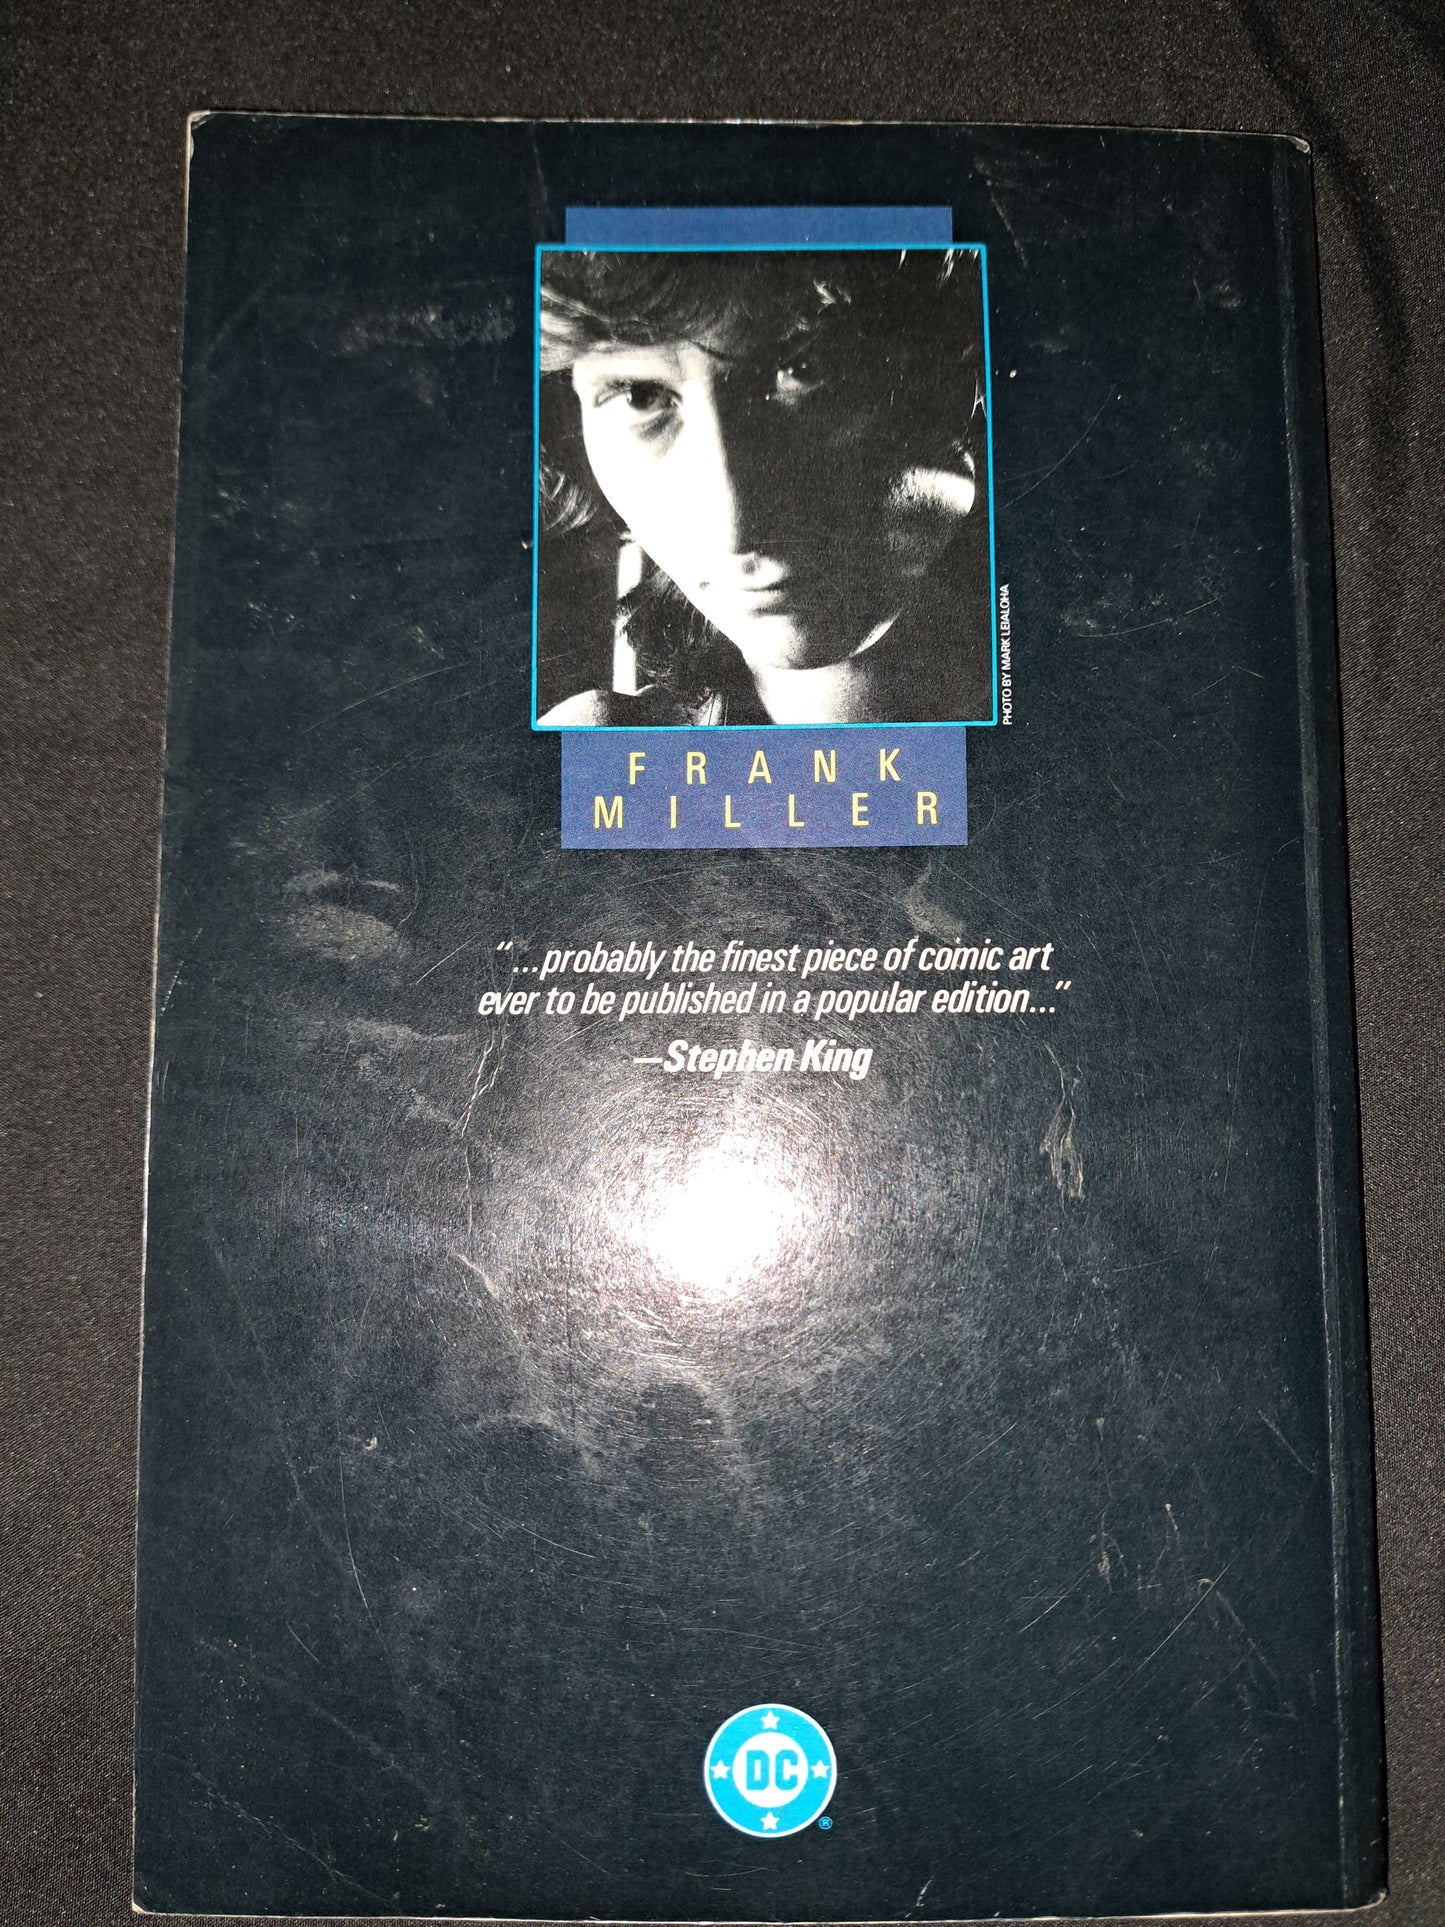 PHOTO BY MARK LEIALOHA
FRANK
MILLER
“...probably the finest piece of comic art
ever to be published in a popular edition...”
—Stephen King
DC
®